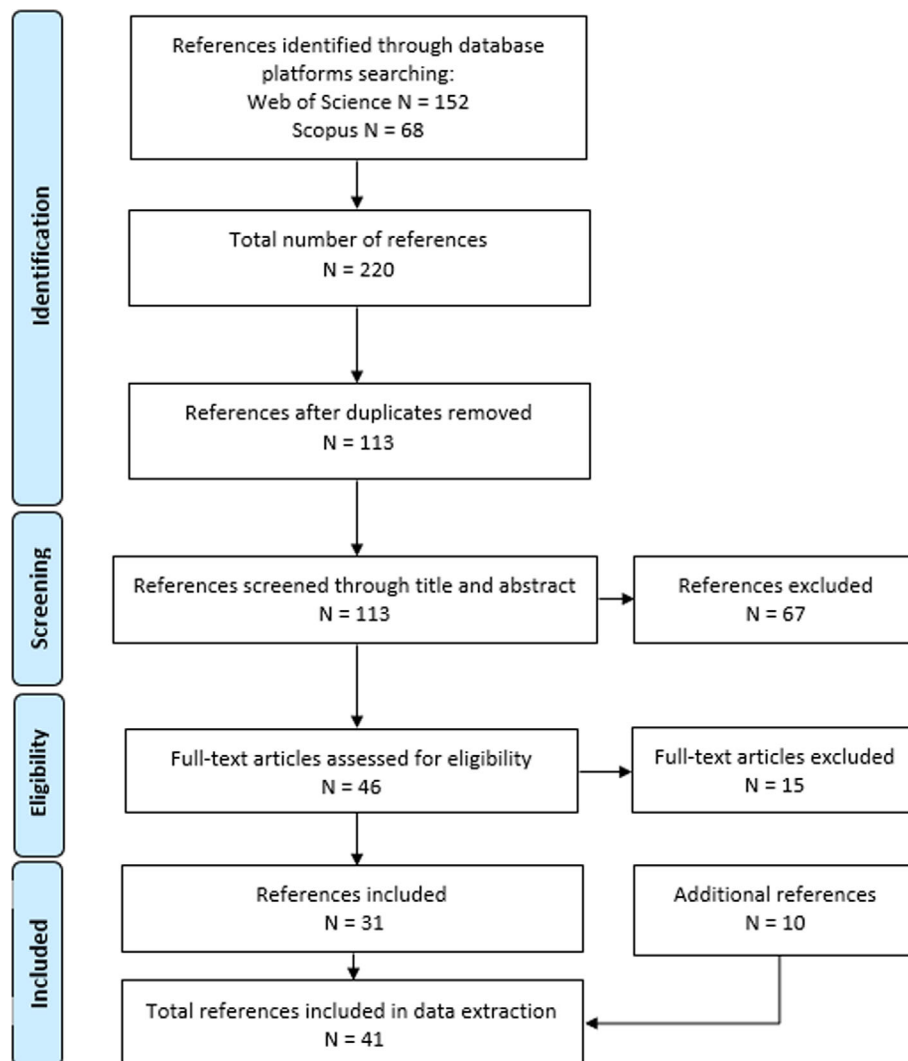 References identified through database
platforms searching:
Web of Science N = 152
Scopus N = 68
Identification
Total number of references
N = 220
References after duplicates removed
N = 113
Screening
References screened through title and abstract
N = 113
References excluded
N = 67
Eligibility
Full-text articles assessed for eligibility
N = 46
Full-text articles excluded
N = 15
Included
References included
N = 31
Additional references
N = 10
Total references included in data extraction
N = 41